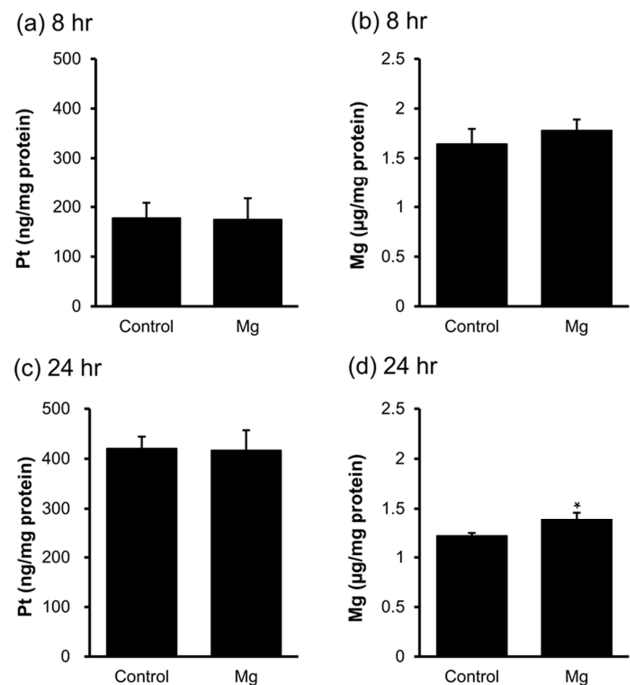 (a) 8 hr
500
400
300
200
100
0
Pt (ng/mg protein)
Control Mg
(b) 8 hr
2.5
2
1.5
1
0.5
0
Mg (µg/mg protein)
Control Mg
(c) 24 hr
500
400
300
200
100
0
Pt (ng/mg protein)
Control Mg
(d) 24 hr
2.5
2
1.5
1
0.5
0
Mg (µg/mg protein)
*
Control Mg